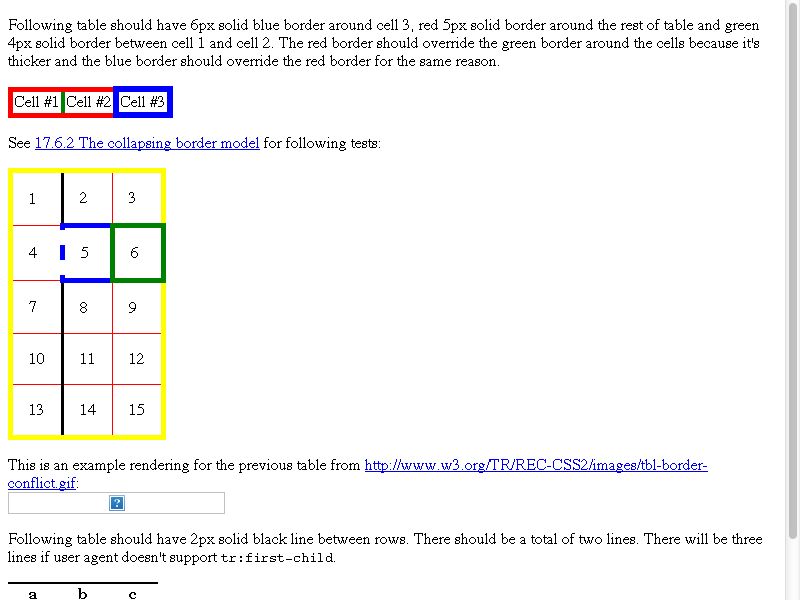 Following table should have 6px solid blue border around cell 3, red 5px solid border around the rest of table and green
4px solid border between cell 1 and cell 2. The red border should override the green border around the cells because it's
thicker and the blue border should override the red border for the same reason.
Cell #1 Cell #2 Cell #3
See 17.6.2 The collapsing border model for following tests:
1 2 3
4 5 6
7 8 9
10 11 12
13 14 15
This is an example rendering for the previous table from http://www.w3.org/TR/REC-CSS2/images/tbl-border-
conflict.gif:
?
Following table should have 2px solid black line between rows. There should be a total of two lines. There will be three
lines if user agent doesn't support tr:first-child.
a b c